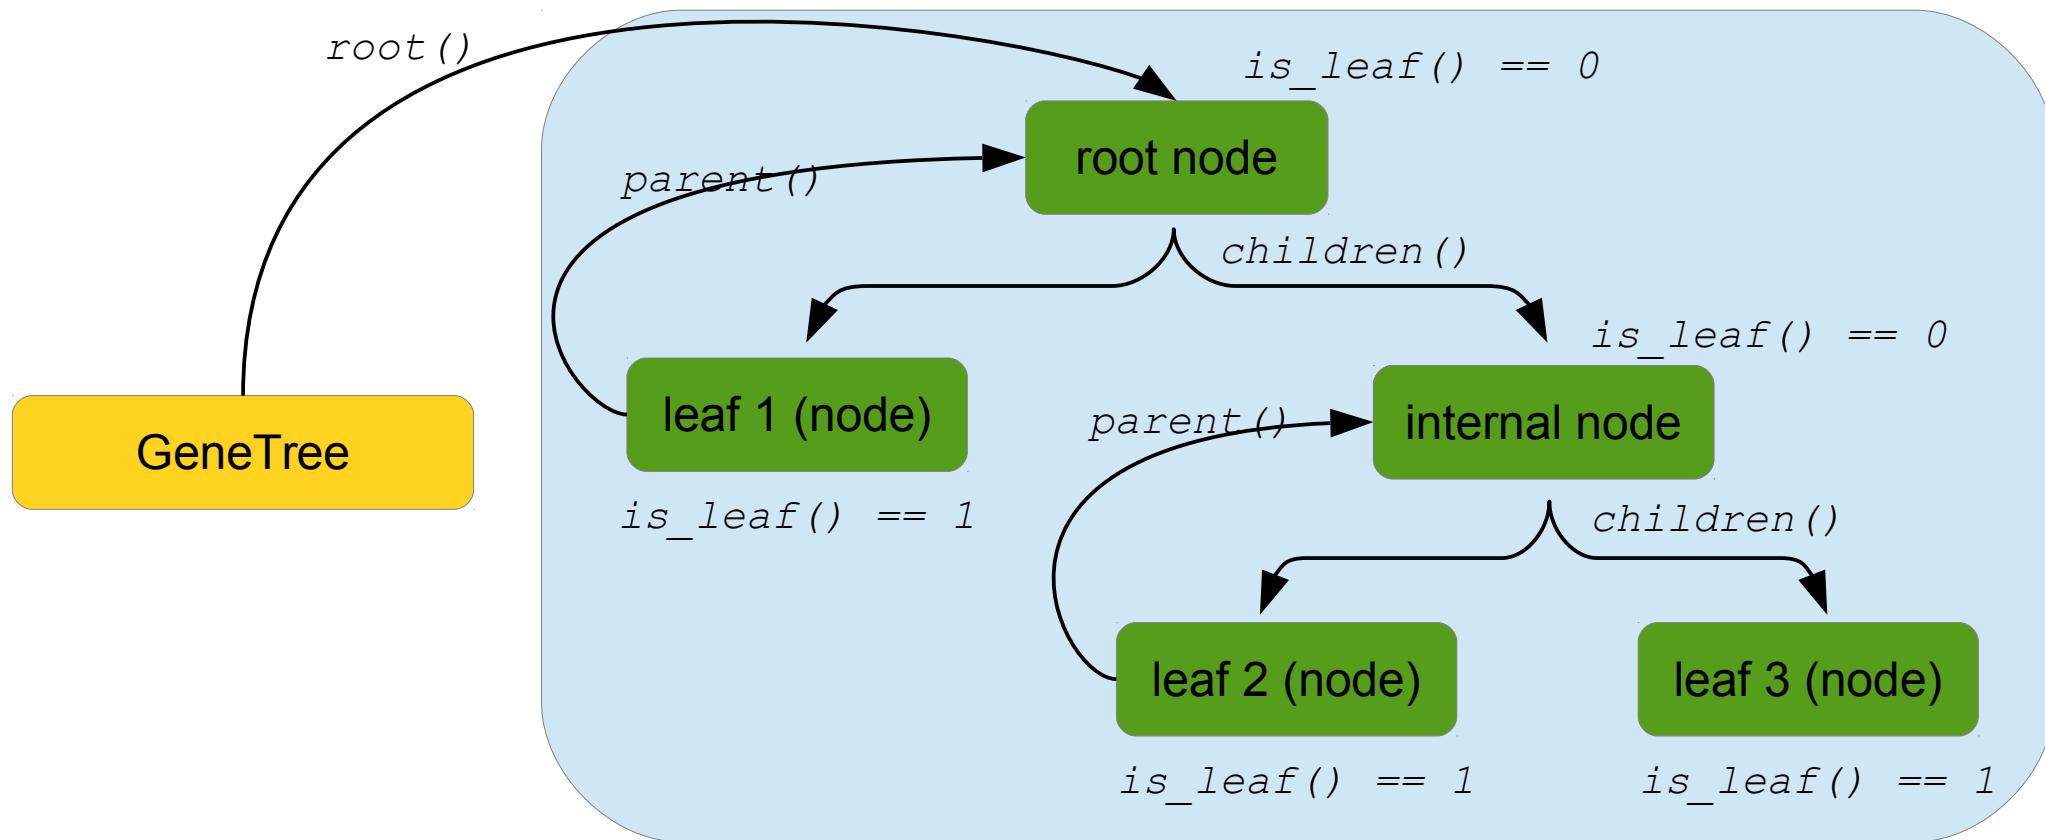 root()
is_leaf() == 0
root node
parent()
children()
is_leaf() == 0
leaf 1 (node)
internal node
parent()
GeneTree
is_leaf() == 1
children()
leaf 2 (node)
leaf 3 (node)
is_leaf() == 1
is_leaf() == 1